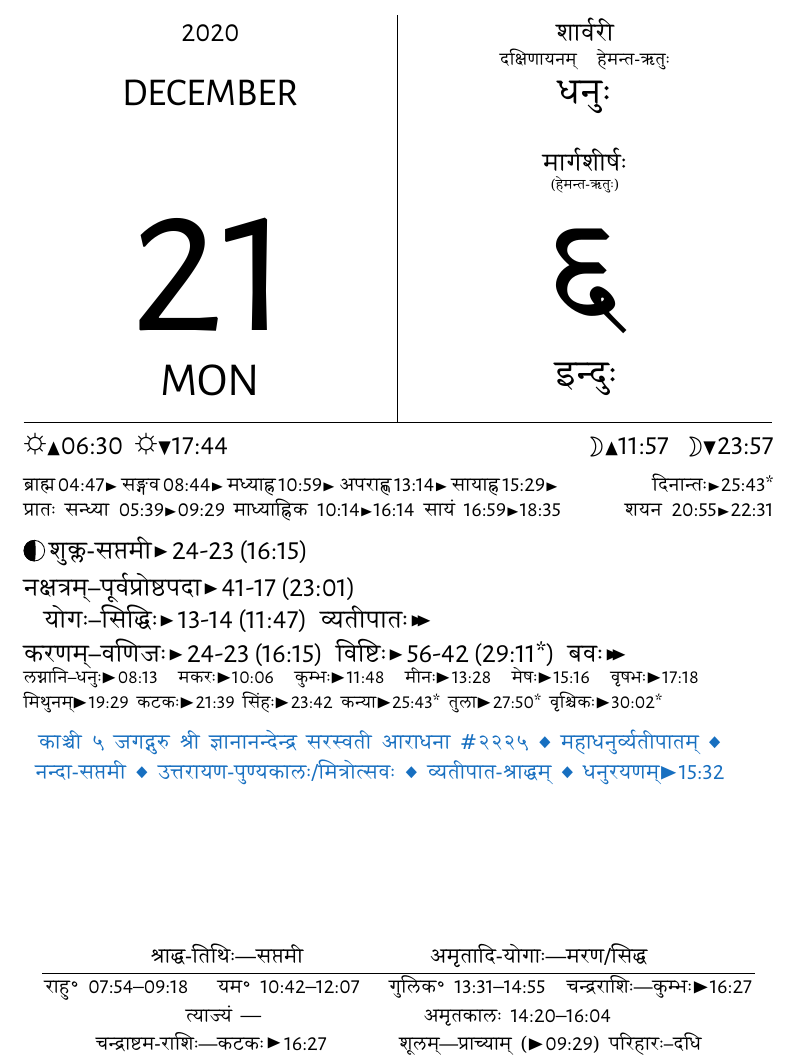 2020
DECEMBER
21
MON
शार्वरी
दक्षिणायनम् हेमन्त-ऋतुः
धनुः
मार्गशीर्षः
(हेमन्त-ऋतुः)
६
इन्दुः
☼▲06:30 ☼▼17:44 ☽▲11:57 ☽▼23:57
ब्राह्म 04:47► सङ्गव 08:44► मध्याह्न 10:59► अपराह्ण 13:14► सायाह्न 15:29► दिनान्तः►25:43*
प्रातः सन्ध्या 05:39►09:29 माध्याह्निक 10:14►16:14 सायं 16:59►18:35 शयन 20:55►22:31
शुक्ल-सप्तमी►24-23 (16:15)
नक्षत्रम्–पूर्वप्रोष्ठपदा►41-17 (23:01)
योगः–सिद्धिः►13-14 (11:47) व्यतीपातः►►
करणम्–वणिजः►24-23 (16:15) विष्टिः►56-42 (29:11*) बवः►►
लग्नानि–धनुः►08:13 मकरः►10:06 कुम्भः►11:48 मीनः►13:28 मेषः►15:16 वृषभः►17:18
मिथुनम्►19:29 कटकः►21:39 सिंहः►23:42 कन्या►25:43* तुला►27:50* वृश्चिकः►30:02*
काञ्ची ५ जगद्गुरु श्री ज्ञानानन्देन्द्र सरस्वती आराधना #२२२५ ◆ महाधनुर्व्यतीपातम् ◆
नन्दा-सप्तमी ◆ उत्तरायण-पुण्यकालः/मित्रोत्सवः ◆ व्यतीपात-श्राद्धम् ◆ धनुरयणम्►15:32
श्राद्ध-तिथिः—सप्तमी अमृतादि-योगाः—मरण/सिद्ध
राहु° 07:54–09:18 यम° 10:42–12:07 गुलिक° 13:31–14:55 चन्द्रराशिः—कुम्भः►16:27
त्याज्यं — अमृतकालः 14:20–16:04
चन्द्राष्टम-राशिः—कटकः►16:27 शूलम्—प्राच्याम् (►09:29) परिहारः–दधि